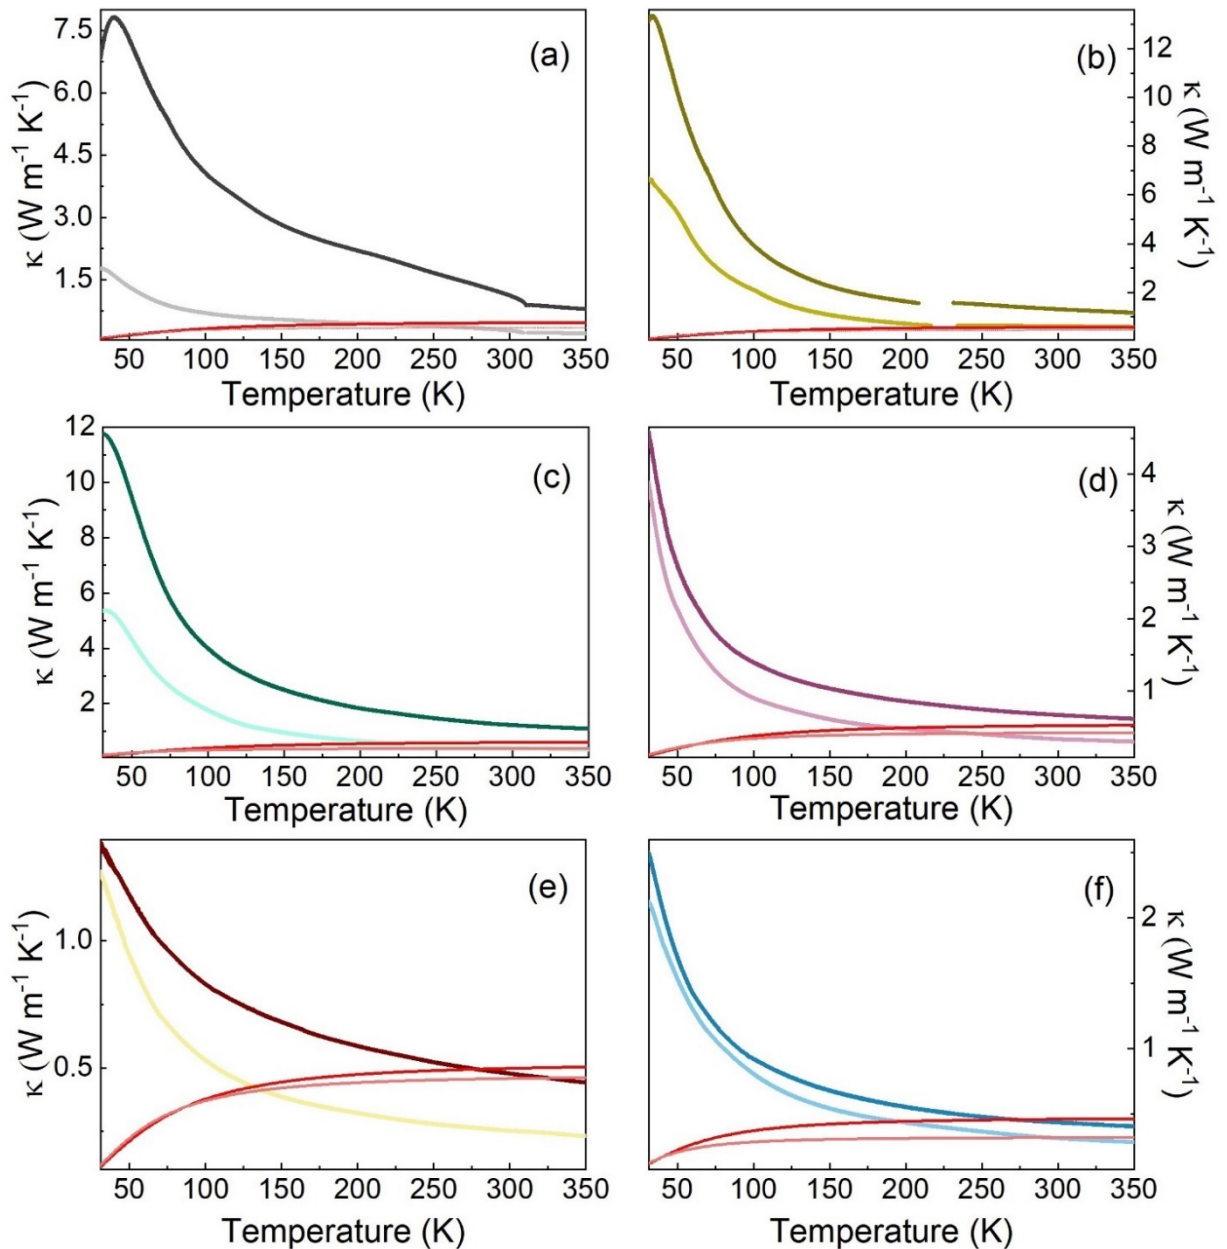 (a)
7.5
6.0
4.5
3.0
1.5
κ (W m⁻¹ K⁻¹)
50 100 150 200 250 300 350
Temperature (K)
(b)
12
10
8
6
4
2
κ (W m⁻¹ K⁻¹)
50 100 150 200 250 300 350
Temperature (K)
(c)
12
10
8
6
4
2
κ (W m⁻¹ K⁻¹)
50 100 150 200 250 300 350
Temperature (K)
(d)
4
3
2
1
κ (W m⁻¹ K⁻¹)
50 100 150 200 250 300 350
Temperature (K)
(e)
1.0
0.5
κ (W m⁻¹ K⁻¹)
50 100 150 200 250 300 350
Temperature (K)
(f)
2
1
κ (W m⁻¹ K⁻¹)
50 100 150 200 250 300 350
Temperature (K)